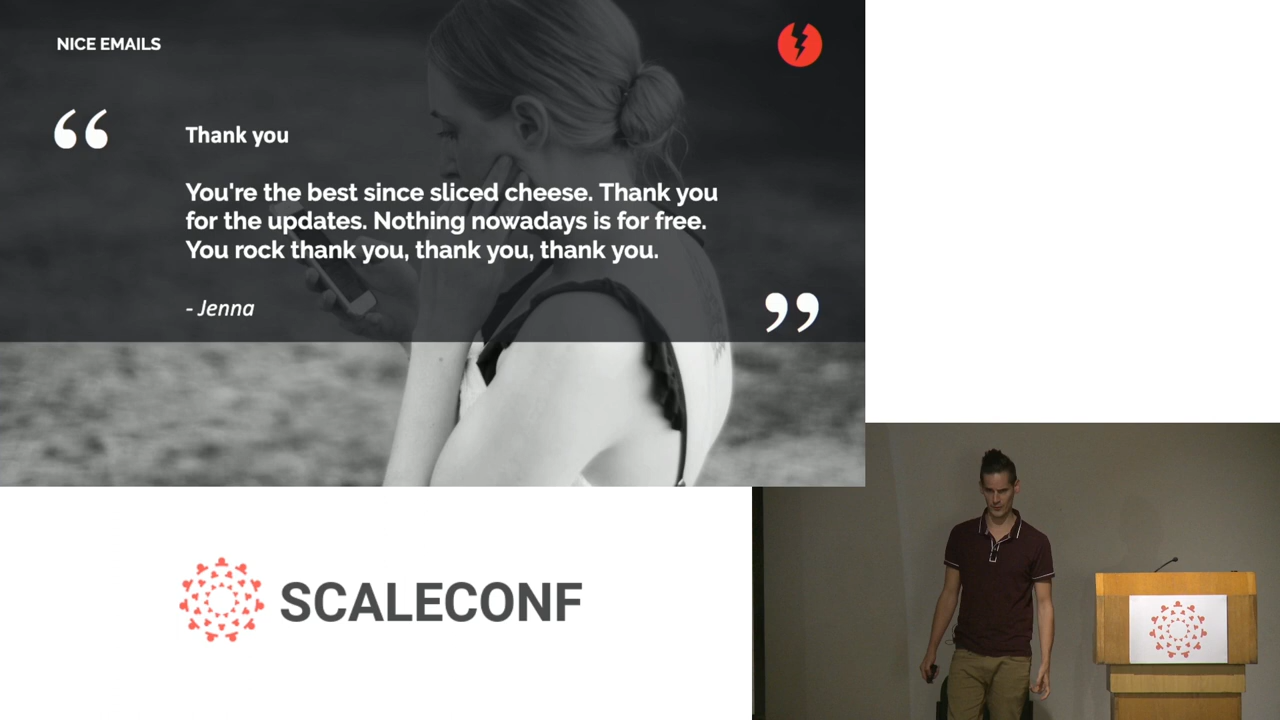 NICE EMAILS
“
Thank you
You're the best since sliced cheese. Thank you
for the updates. Nothing nowadays is for free.
You rock thank you, thank you, thank you.
- Jenna
”
SCALECONF